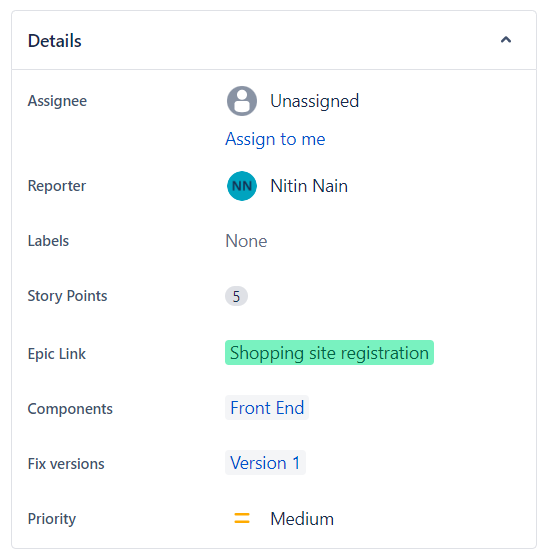 Details
Assignee
Unassigned
Assign to me
Reporter
NN
Nitin Nain
Labels
None
Story Points
5
Epic Link
Shopping site registration
Components
Front End
Fix versions
Version 1
Priority
Medium